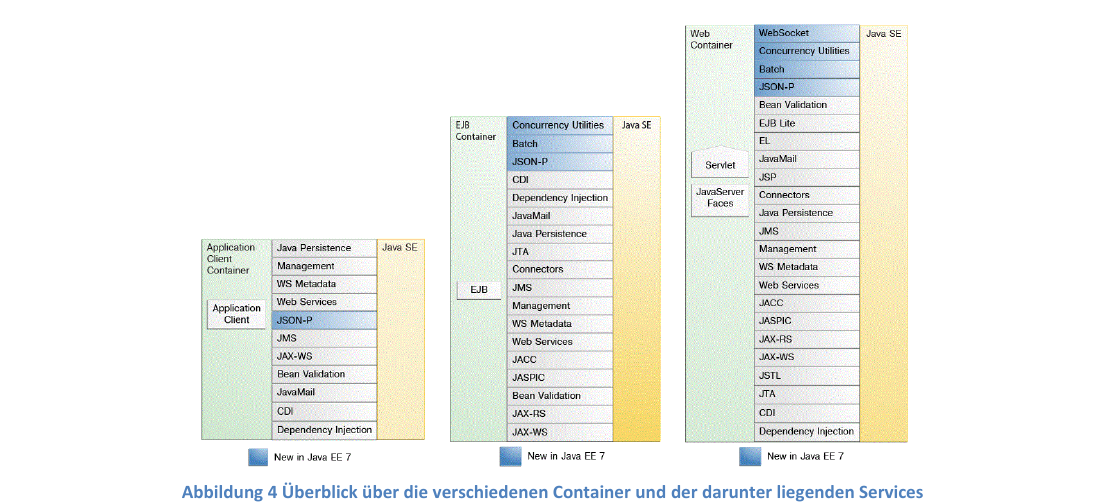 Application
Client
Container
Application
Client
Java Persistence
Management
WS Metadata
Web Services
JSON-P
JMS
JAX-WS
Bean Validation
JavaMail
CDI
Dependency Injection
Java SE
New in Java EE 7
EJB
Container
EJB
Concurrency Utilities
Batch
JSON-P
CDI
Dependency Injection
JavaMail
Java Persistence
JTA
Connectors
JMS
Management
WS Metadata
Web Services
JACC
JASPIC
Bean Validation
JAX-RS
JAX-WS
Java SE
New in Java EE 7
Web
Container
Servlet
JavaServer
Faces
WebSocket
Concurrency Utilities
Batch
JSON-P
Bean Validation
EJB Lite
EL
JavaMail
JSP
Connectors
Java Persistence
JMS
Management
WS Metadata
Web Services
JACC
JASPIC
JAX-RS
JAX-WS
JSTL
JTA
CDI
Dependency Injection
Java SE
New in Java EE 7
Abbildung 4 Überblick über die verschiedenen Container und der darunter liegenden Services